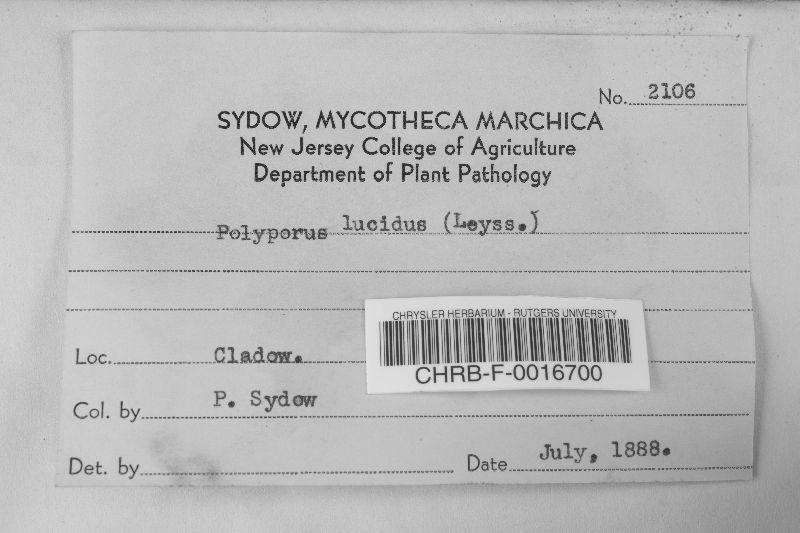 No. 2106
SYDOW, MYCOTHECA MARCHICA
New Jersey College of Agriculture
Department of Plant Pathology
Polyporus lucidus (Leyss.)
CHRYSLER HERBARIUM - RUTGERS UNIVERSITY
CHRB-F-0016700
Loc. Cladow.
Col. by P. Sydow
Det. by
Date July, 1888.